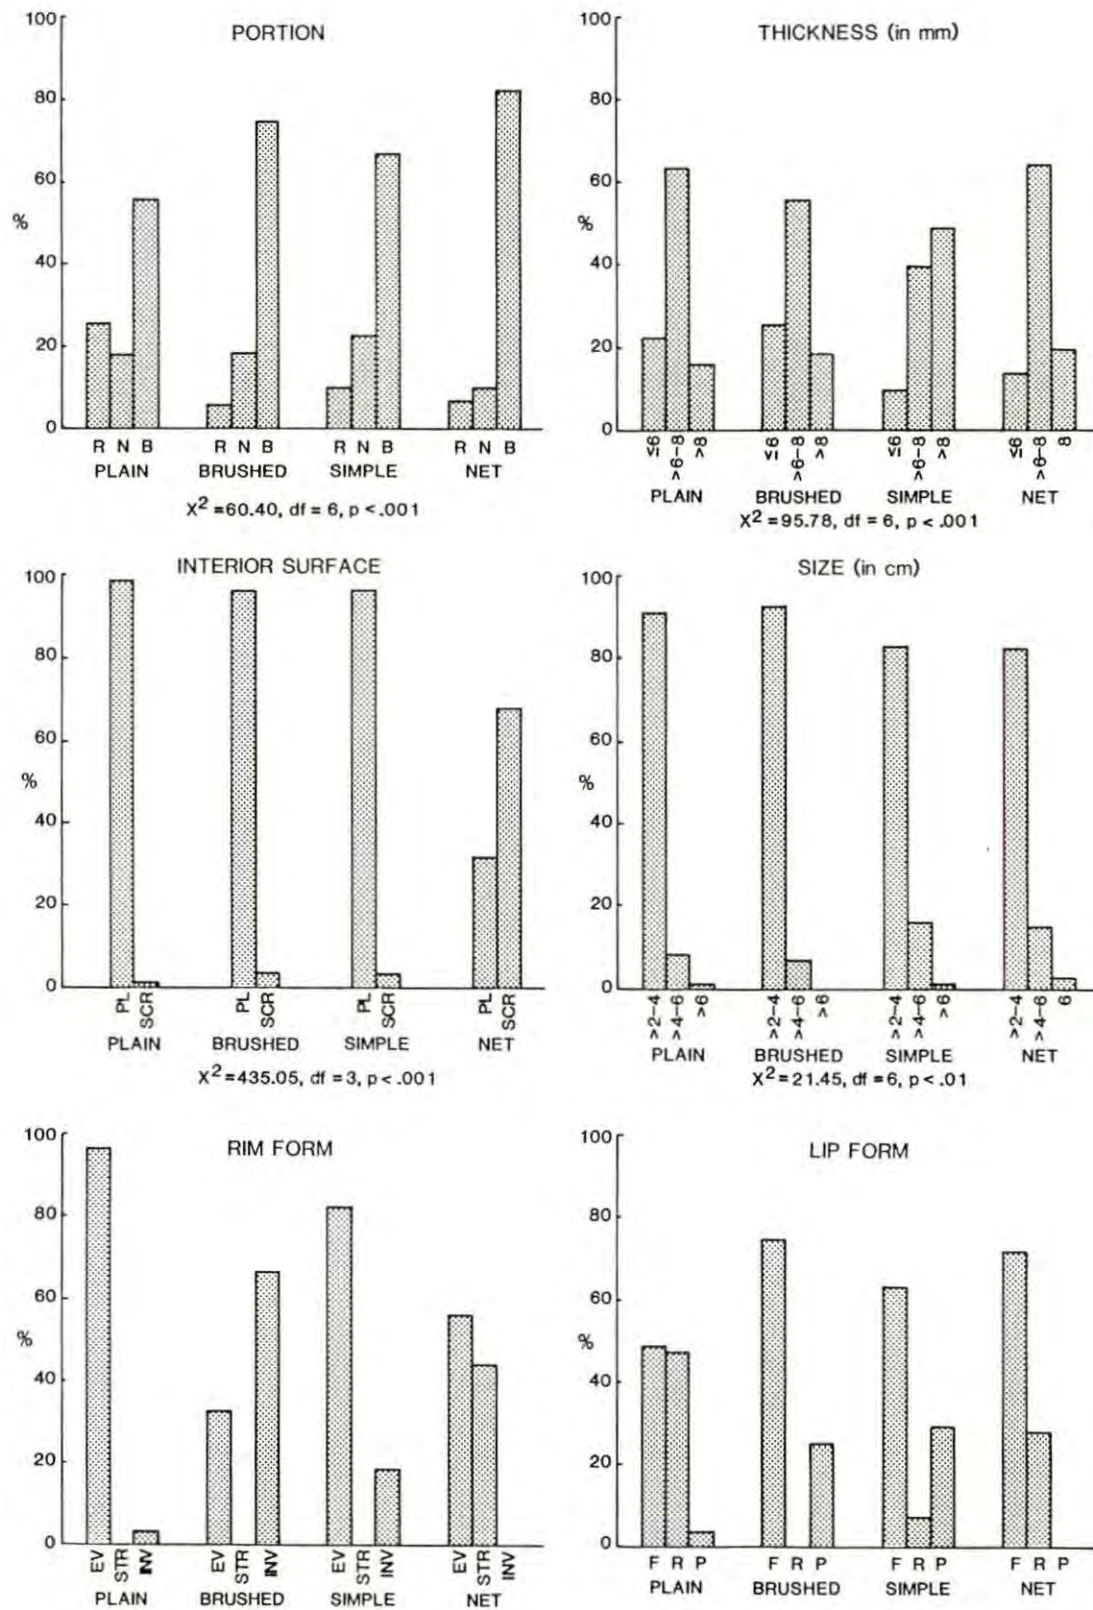 PORTION
100
80
60
%
40
20
0
R N B R N B R N B R N B
PLAIN BRUSHED SIMPLE NET
X² =60.40, df = 6, p <.001
THICKNESS (in mm)
100
80
60
%
40
20
0
≤6 >6-8 >8 ≤6 >6-8 >8 ≤6 >6-8 >8 ≤6 >6-8 8
PLAIN BRUSHED SIMPLE NET
X² =95.78, df = 6, p < .001
INTERIOR SURFACE
100
80
60
%
40
20
0
PL SCR PL SCR PL SCR PL SCR
PLAIN BRUSHED SIMPLE NET
X² =435.05, df = 3, p<.001
SIZE (in cm)
100
80
60
%
40
20
0
>2-4 >4-6 >6 >2-4 >4-6 >6 >2-4 >4-6 >6 >2-4 >4-6 6
PLAIN BRUSHED SIMPLE NET
X² =21.45, df = 6, p <.01
RIM FORM
100
80
60
%
40
20
0
EV STR INV EV STR INV EV STR INV EV STR INV
PLAIN BRUSHED SIMPLE NET
LIP FORM
100
80
60
%
40
20
0
F R P F R P F R P F R P
PLAIN BRUSHED SIMPLE NET